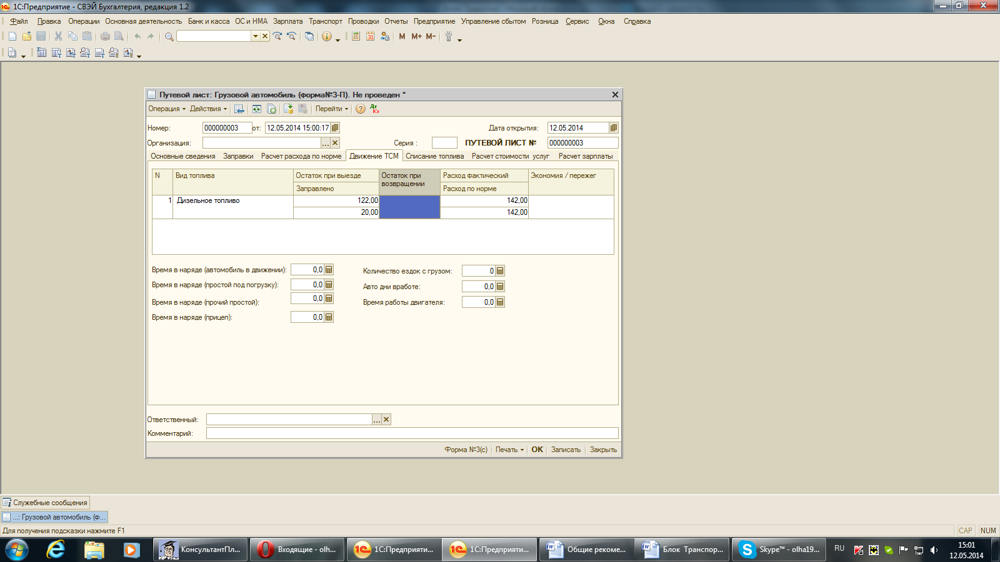 1С:Предприятие - СВЭЙ Бухгалтерия, редакция 1.2
Файл Правка Операции Основная деятельность Банк и касса ОС и НМА Зарплата Транспорт Проводки Отчеты Предприятие Управление сбытом Розница Сервис Окна Справка
M M+ M-
Путевой лист: Грузовой автомобиль (форма№3-П). Не проведен *
Операция Действия Перейти Дт Кт
Номер: 000000003 от: 12.05.2014 15:00:17 Дата открытия: 12.05.2014
Организация: ... Серия : ПУТЕВОЙ ЛИСТ № 000000003
Основные сведения Заправки Расчет расхода по норме Движение ТСМ Списание топлива Расчет стоимости услуг Расчет зарплаты
N Вид топлива Остаток при выезде Остаток при возвращении Расход фактический Экономия / пережег
Заправлено Расход по норме
1 Дизельное топливо 122,00 142,00
20,00 142,00
Время в наряде (автомобиль в движении): 0,0 Количество ездок с грузом: 0
Время в наряде (простой под погрузку): 0,0 Авто дни вработе: 0,0
Время в наряде (прочий простой): 0,0 Время работы двигателя: 0,0
Время в наряде (прицеп): 0,0
Ответственный: ...
Комментарий:
Форма №3(с) Печать OK Записать Закрыть
Служебные сообщения
...: Грузовой автомобиль (ф...
Для получения подсказки нажмите F1 CAP NUM
КонсультантПл... Входящие - olh... 1С:Предприяти... 1С:Предприяти... Общие рекоме... Блок Транспор... Skype™ - olha19... RU 15:01
12.05.2014